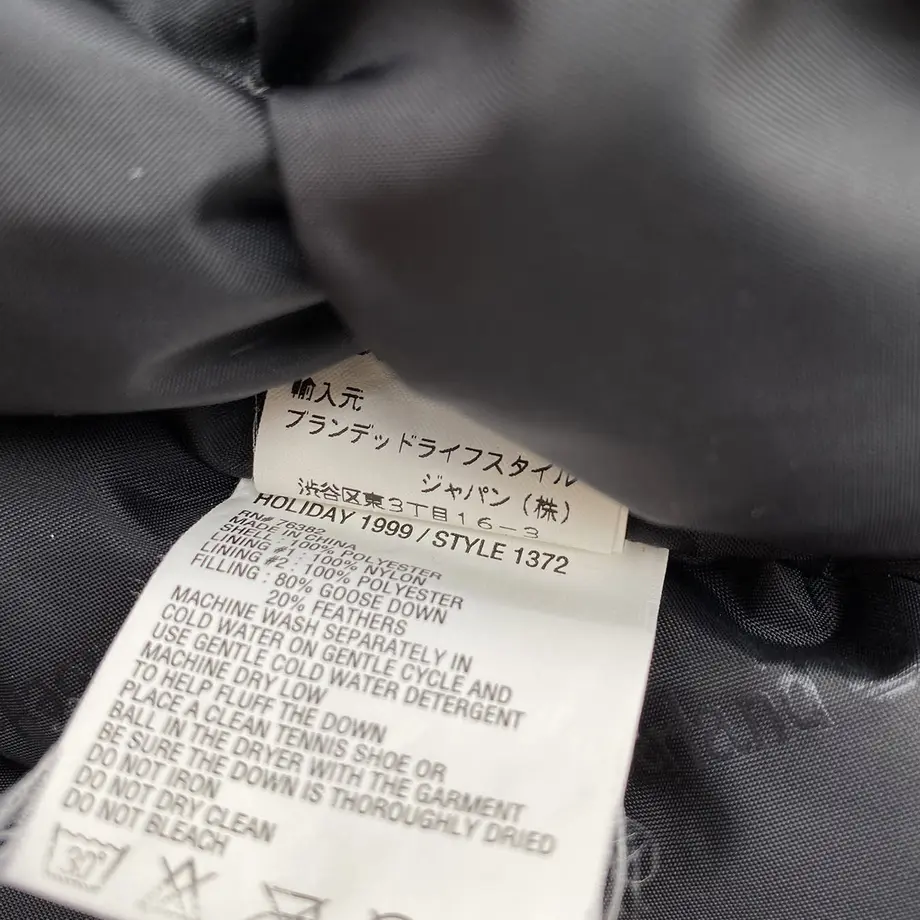 輸入元
ブランデッドライフスタイル
ジャパン（株）
渋谷区東3丁目16-3
HOLIDAY 1999 / STYLE 1372
RN# 76382
MADE IN CHINA
SHELL : 100% POLYESTER
LINING #1 : 100% NYLON
LINING #2 : 100% POLYESTER
FILLING : 80% GOOSE DOWN
20% FEATHERS
MACHINE WASH SEPARATELY IN
COLD WATER ON GENTLE CYCLE AND
USE GENTLE COLD WATER DETERGENT
MACHINE DRY LOW
TO HELP FLUFF THE DOWN
PLACE A CLEAN TENNIS SHOE OR
BALL IN THE DRYER WITH THE GARMENT
BE SURE THE DOWN IS THOROUGHLY DRIED
DO NOT IRON
DO NOT DRY CLEAN
DO NOT BLEACH
30°